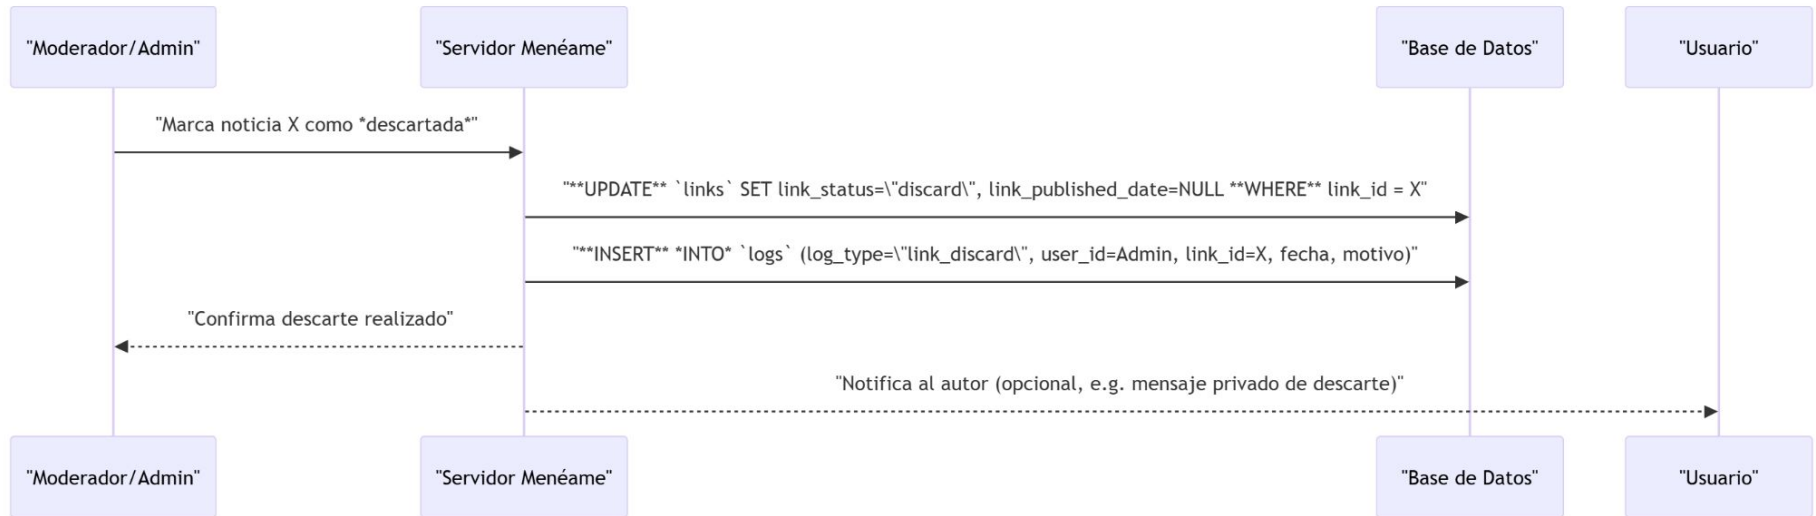 "Moderador/Admin"
"Servidor Menéame"
"Base de Datos"
"Usuario"
"Marca noticia X como *descartada*"
"**UPDATE** `links` SET link_status=\"discard\", link_published_date=NULL **WHERE** link_id = X"
"**INSERT** *INTO* `logs` (log_type=\"link_discard\", user_id=Admin, link_id=X, fecha, motivo)"
"Confirma descarte realizado"
"Notifica al autor (opcional, e.g. mensaje privado de descarte)"
"Moderador/Admin"
"Servidor Menéame"
"Base de Datos"
"Usuario"